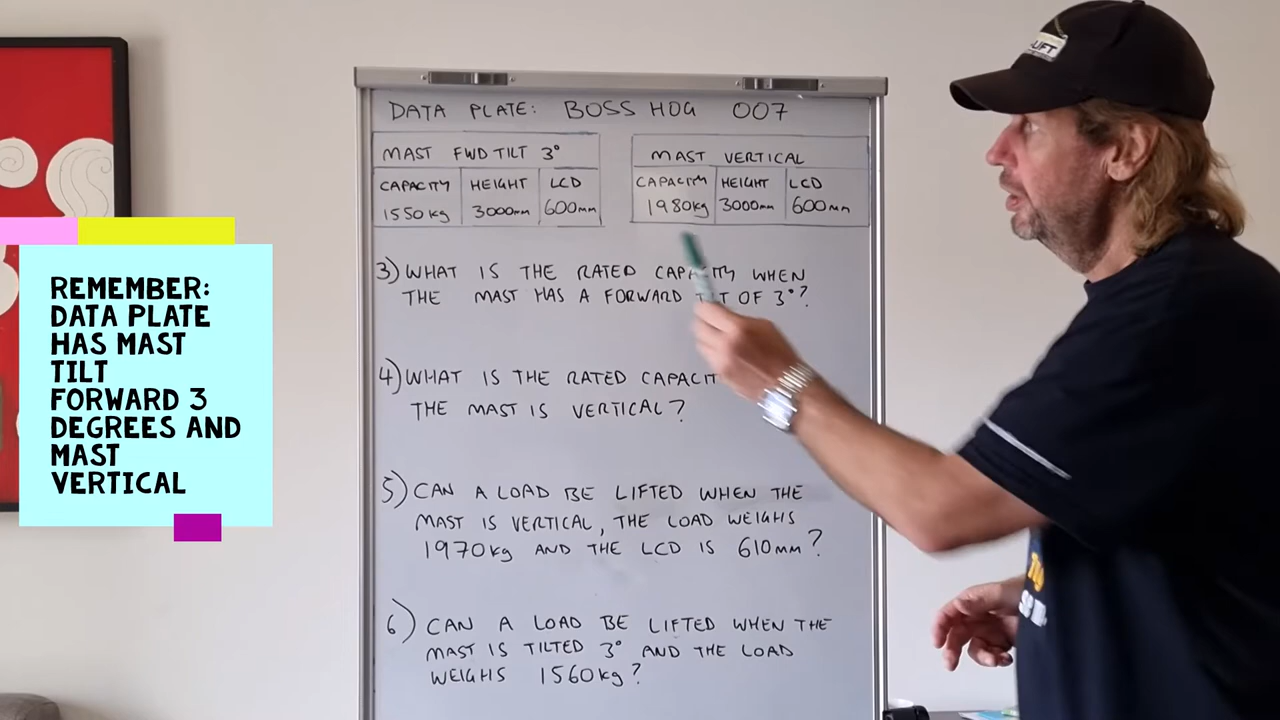 DATA PLATE: BOSS HOG 007
MAST FWD TILT 3°
CAPACITY HEIGHT LCD
1550kg 3000mm 600mm
MAST VERTICAL
CAPACITY HEIGHT LCD
1980kg 3000mm 600mm
3) WHAT IS THE RATED CAPACITY WHEN
THE MAST HAS A FORWARD TILT OF 3°?
4) WHAT IS THE RATED
THE MAST IS VERTICAL?
5) CAN A LOAD BE LIFTED WHEN THE
MAST IS VERTICAL, THE LOAD WEIGHS
1970kg AND THE LCD IS 610mm?
6) CAN A LOAD BE LIFTED WHEN THE
MAST IS TILTED 3° AND THE LOAD
WEIGHS 1560kg?
REMEMBER:
DATA PLATE
HAS MAST
TILT
FORWARD 3
DEGREES AND
MAST
VERTICAL